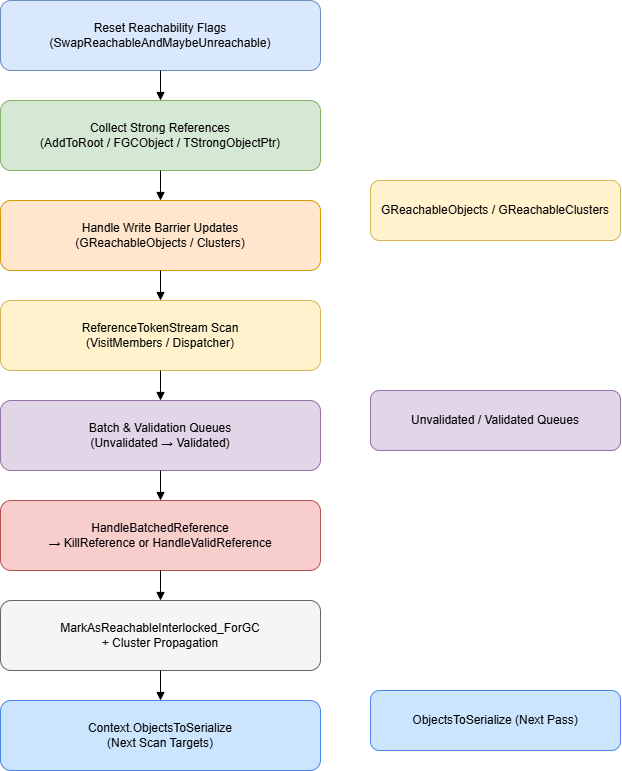 Reset Reachability Flags
(SwapReachableAndMaybeUnreachable)
Collect Strong References
(AddToRoot / FGCObject / TStrongObjectPtr)
Handle Write Barrier Updates
(GReachableObjects / Clusters)
GReachableObjects / GReachableClusters
ReferenceTokenStream Scan
(VisitMembers / Dispatcher)
Batch & Validation Queues
(Unvalidated → Validated)
Unvalidated / Validated Queues
HandleBatchedReference
→ KillReference or HandleValidReference
MarkAsReachableInterlocked_ForGC
+ Cluster Propagation
Context.ObjectsToSerialize
(Next Scan Targets)
ObjectsToSerialize (Next Pass)